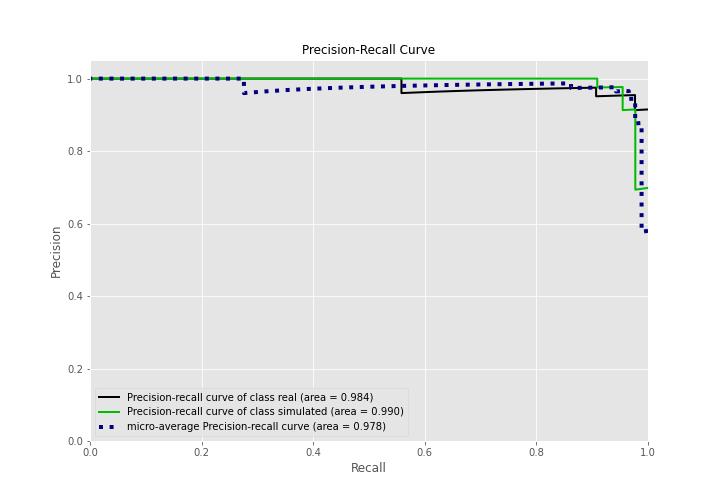 Precision-Recall Curve
1.0
0.8
0.6
0.4
0.2
0.0
Precision
Precision-recall curve of class real (area = 0.984)
Precision-recall curve of class simulated (area = 0.990)
micro-average Precision-recall curve (area = 0.978)
0.0 0.2 0.4 0.6 0.8 1.0
Recall